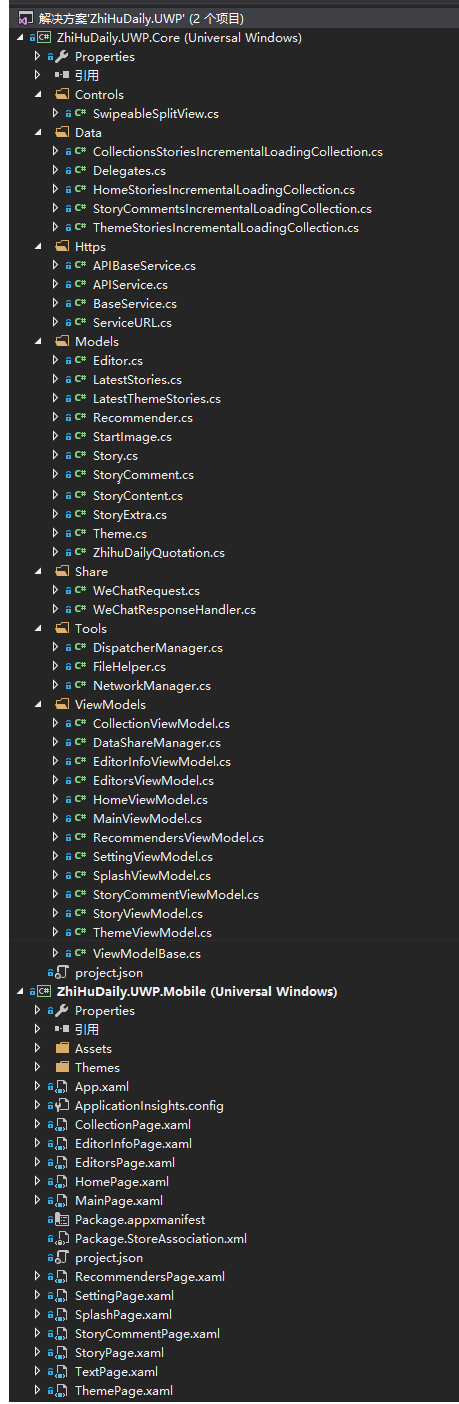 解决方案'ZhiHuDaily.UWP' (2 个项目)
ZhiHuDaily.UWP.Core (Universal Windows)
Properties
引用
Controls
SwipeableSplitView.cs
Data
CollectionsStoriesIncrementalLoadingCollection.cs
Delegates.cs
HomeStoriesIncrementalLoadingCollection.cs
StoryCommentsIncrementalLoadingCollection.cs
ThemeStoriesIncrementalLoadingCollection.cs
Https
APIBaseService.cs
APIService.cs
BaseService.cs
ServiceURL.cs
Models
Editor.cs
LatestStories.cs
LatestThemeStories.cs
Recommender.cs
StartImage.cs
Story.cs
StoryComment.cs
StoryContent.cs
StoryExtra.cs
Theme.cs
ZhihuDailyQuotation.cs
Share
WeChatRequest.cs
WeChatResponseHandler.cs
Tools
DispatcherManager.cs
FileHelper.cs
NetworkManager.cs
ViewModels
CollectionViewModel.cs
DataShareManager.cs
EditorInfoViewModel.cs
EditorsViewModel.cs
HomeViewModel.cs
MainViewModel.cs
RecommendersViewModel.cs
SettingViewModel.cs
SplashViewModel.cs
StoryCommentViewModel.cs
StoryViewModel.cs
ThemeViewModel.cs
ViewModelBase.cs
project.json
ZhiHuDaily.UWP.Mobile (Universal Windows)
Properties
引用
Assets
Themes
App.xaml
ApplicationInsights.config
CollectionPage.xaml
EditorInfoPage.xaml
EditorsPage.xaml
HomePage.xaml
MainPage.xaml
Package.appxmanifest
Package.StoreAssociation.xml
project.json
RecommendersPage.xaml
SettingPage.xaml
SplashPage.xaml
StoryCommentPage.xaml
StoryPage.xaml
TextPage.xaml
ThemePage.xaml